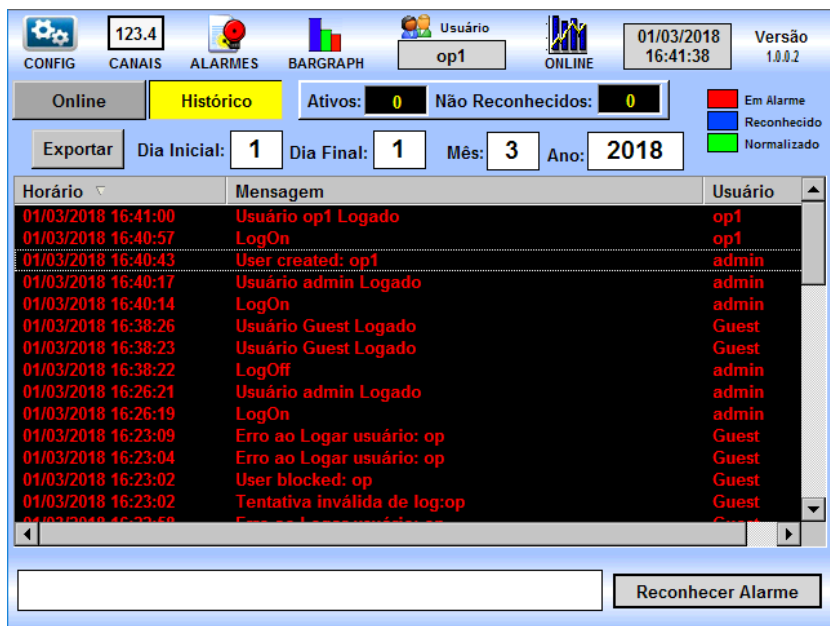 123.4
Usuário
01/03/2018
Versão
op1
16:41:38
1.0.0.2
CONFIG CANAIS ALARMES BARGRAPH ONLINE
Online Histórico Ativos: 0 Não Reconhecidos: 0
Em Alarme
Reconhecido
Normalizado
Exportar Dia Inicial: 1 Dia Final: 1 Mês: 3 Ano: 2018
Horário Mensagem Usuário
01/03/2018 16:41:00 Usuário op1 Logado op1
01/03/2018 16:40:57 LogOn op1
01/03/2018 16:40:43 User created: op1 admin
01/03/2018 16:40:17 Usuário admin Logado admin
01/03/2018 16:40:14 LogOn admin
01/03/2018 16:38:26 Usuário Guest Logado Guest
01/03/2018 16:38:23 Usuário Guest Logado Guest
01/03/2018 16:38:22 LogOff admin
01/03/2018 16:26:21 Usuário admin Logado admin
01/03/2018 16:26:19 LogOn admin
01/03/2018 16:23:09 Erro ao Logar usuário: op Guest
01/03/2018 16:23:04 Erro ao Logar usuário: op Guest
01/03/2018 16:23:02 User blocked: op Guest
01/03/2018 16:23:02 Tentativa inválida de log:op Guest
Reconhecer Alarme